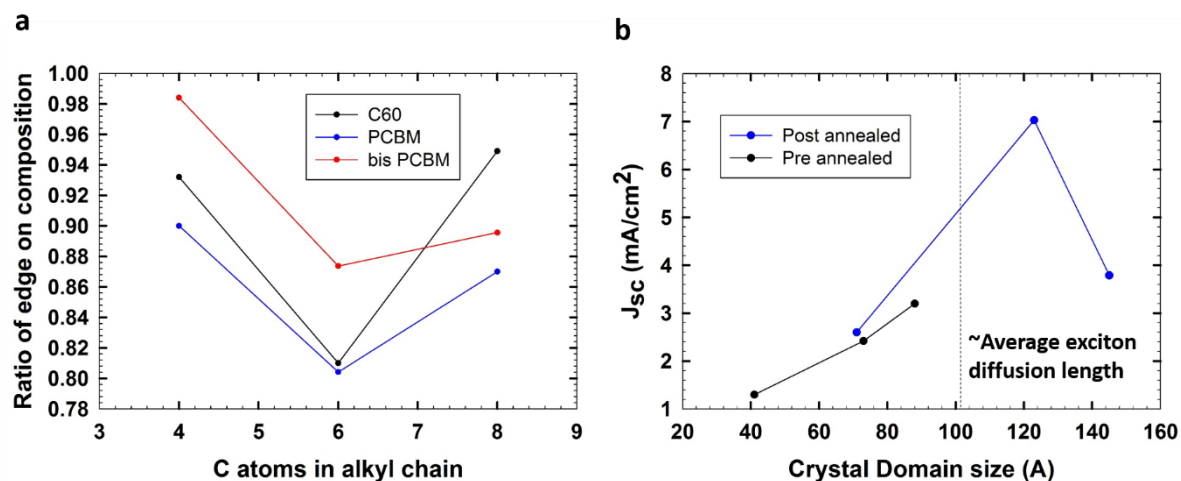 a
Ratio of edge on composition
1.00
0.98
0.96
0.94
0.92
0.90
0.88
0.86
0.84
0.82
0.80
0.78
C60
PCBM
bis PCBM
3 4 5 6 7 8 9
C atoms in alkyl chain
b
Jsc (mA/cm²)
8
7
6
5
4
3
2
1
Post annealed
Pre annealed
~Average exciton
diffusion length
20 40 60 80 100 120 140 160
Crystal Domain size (A)